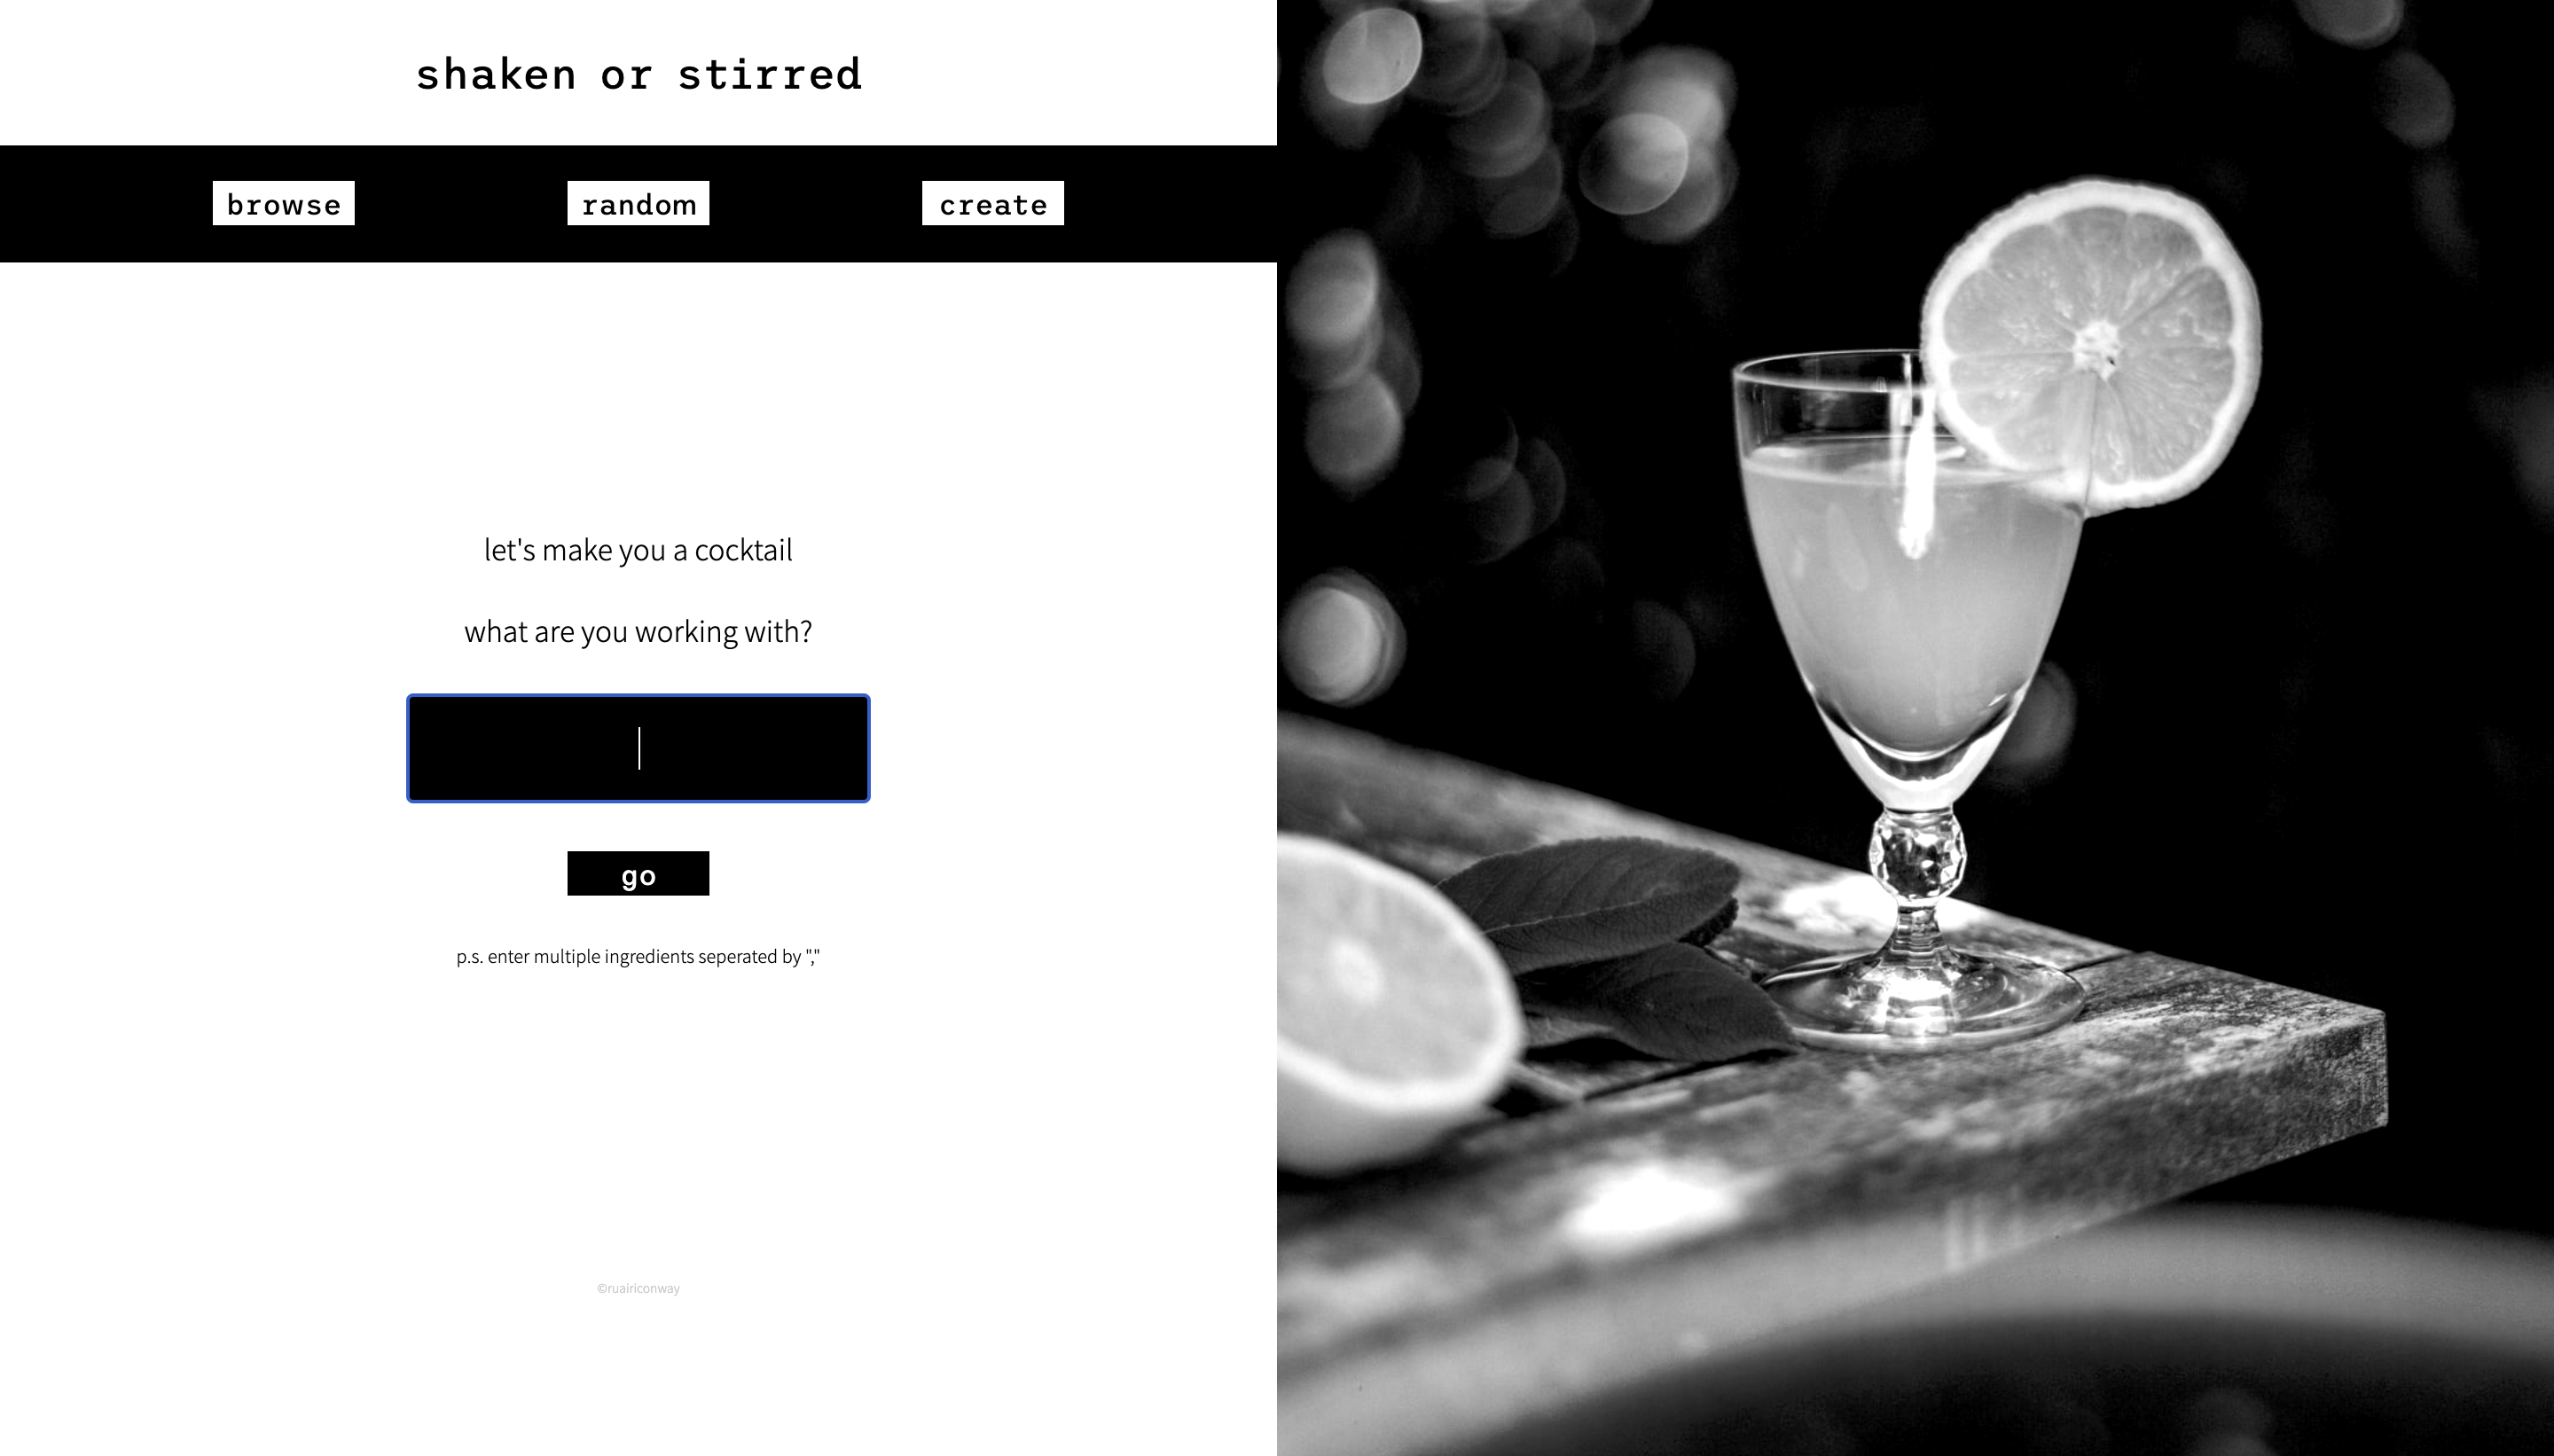 shaken or stirred
browse random create
let's make you a cocktail
what are you working with?
go
p.s. enter multiple ingredients seperated by ","
©ruairiconway